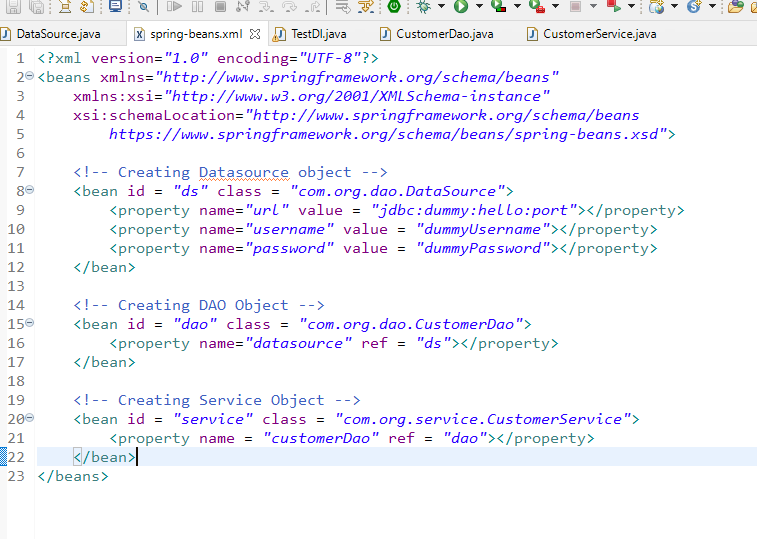 DataSource.java spring-beans.xml TestDI.java CustomerDao.java CustomerService.java
1 <?xml version="1.0" encoding="UTF-8"?>
2 <beans xmlns="http://www.springframework.org/schema/beans"
3 xmlns:xsi="http://www.w3.org/2001/XMLSchema-instance"
4 xsi:schemaLocation="http://www.springframework.org/schema/beans
5 https://www.springframework.org/schema/beans/spring-beans.xsd">
6
7 <!-- Creating Datasource object -->
8 <bean id = "ds" class = "com.org.dao.DataSource">
9 <property name="url" value = "jdbc:dummy:hello:port"></property>
10 <property name="username" value = "dummyUsername"></property>
11 <property name="password" value = "dummyPassword"></property>
12 </bean>
13
14 <!-- Creating DAO Object -->
15 <bean id = "dao" class = "com.org.dao.CustomerDao">
16 <property name="datasource" ref = "ds"></property>
17 </bean>
18
19 <!-- Creating Service Object -->
20 <bean id = "service" class = "com.org.service.CustomerService">
21 <property name = "customerDao" ref = "dao"></property>
22 </bean>
23 </beans>